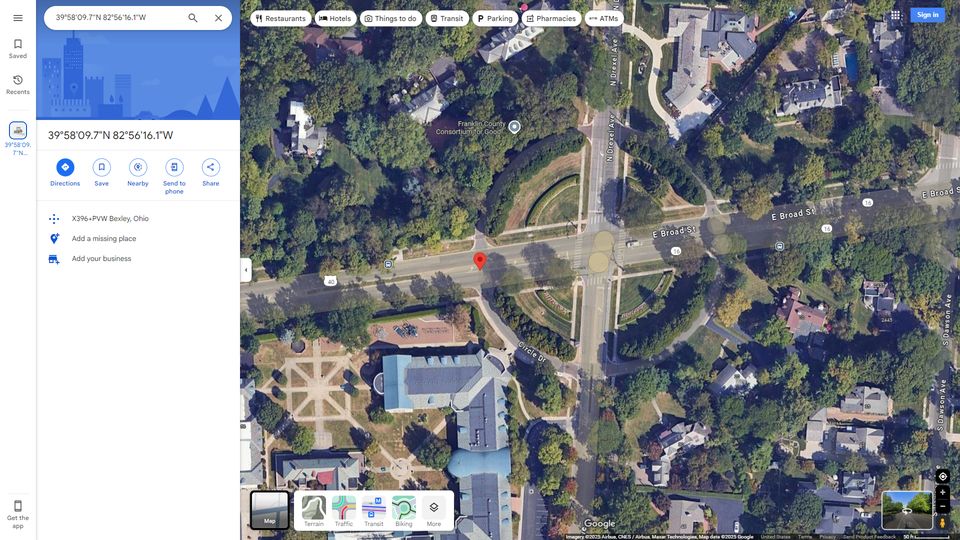 39°58'09.7"N 82°56'16.1"W
Restaurants
Hotels
Things to do
Transit
Parking
Pharmacies
ATMs
Sign in
Saved
Recents
39°58'09.
7"N...
39°58'09.7"N 82°56'16.1"W
Directions
Save
Nearby
Send to
phone
Share
X396+PVW Bexley, Ohio
Add a missing place
Add your business
Get the
app
N Drexel Ave
N Drexel Ave
Franklin County
Consortium for Good
E Broad St
E Broad St
E Broad St
16
16
16
40
Circle Dr
S Dawson Ave
S Dawson Ave
2443
Map
Terrain
Traffic
Transit
Biking
More
Google
Imagery ©2025 Airbus, CNES / Airbus, Maxar Technologies, Map data ©2025 Google
United States
Terms
Privacy
Send Product Feedback
50 ft